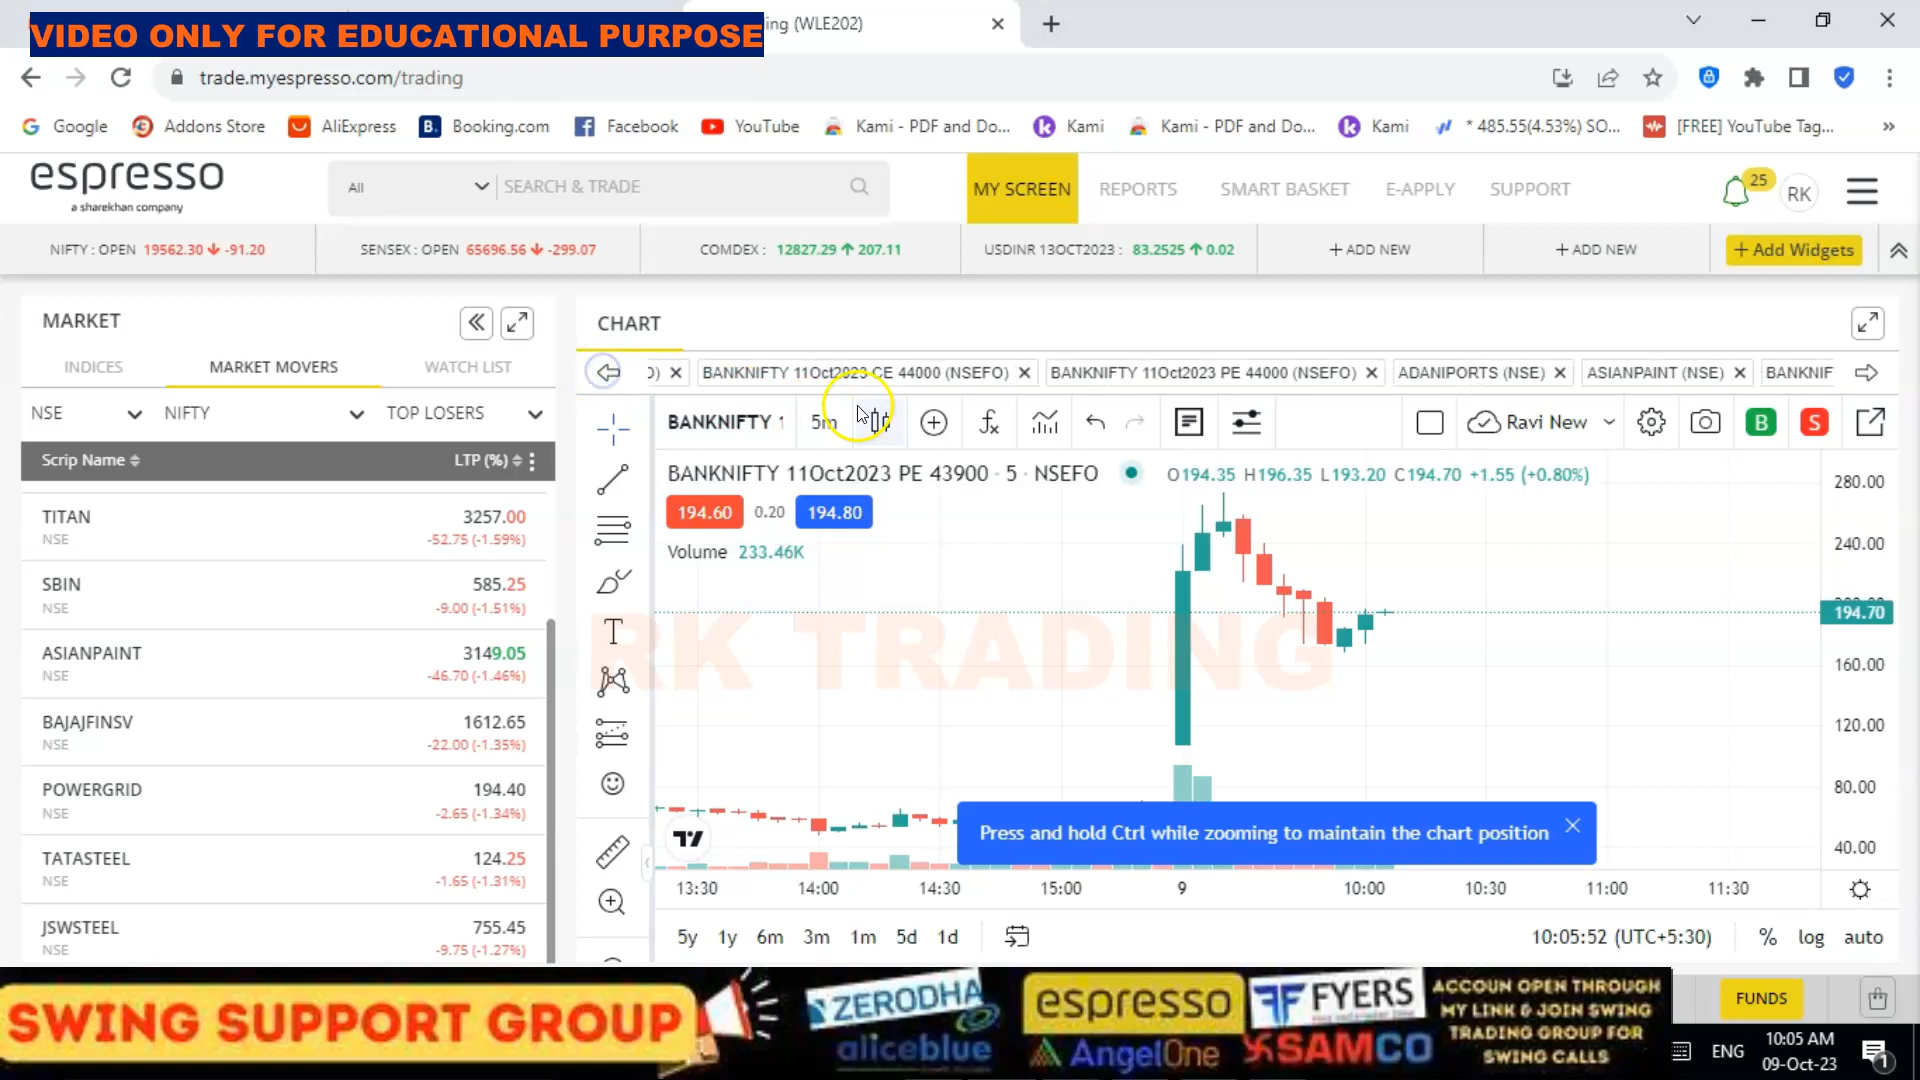 VIDEO ONLY FOR EDUCATIONAL PURPOSE
ing (WLE202)
trade.myespresso.com/trading
Google Addons Store AliExpress Booking.com Facebook YouTube Kami - PDF and Do... Kami Kami - PDF and Do... Kami * 485.55(4.53%) SO... [FREE] YouTube Tag...
espresso
a sharekhan company
All SEARCH & TRADE MY SCREEN REPORTS SMART BASKET E-APPLY SUPPORT 25 RK
NIFTY : OPEN 19562.30 -91.20 SENSEX : OPEN 65696.56 -299.07 COMDEX : 12827.29 207.11 USDINR 13OCT2023 : 83.2525 0.02 + ADD NEW + ADD NEW + Add Widgets
MARKET
INDICES MARKET MOVERS WATCH LIST
NSE NIFTY TOP LOSERS
Scrip Name LTP (%)
TITAN 3257.00
NSE -52.75 (-1.59%)
SBIN 585.25
NSE -9.00 (-1.51%)
ASIANPAINT 3149.05
NSE -46.70 (-1.46%)
BAJAJFINSV 1612.65
NSE -22.00 (-1.35%)
POWERGRID 194.40
NSE -2.65 (-1.34%)
TATASTEEL 124.25
NSE -1.65 (-1.31%)
JSWSTEEL 755.45
NSE -9.75 (-1.27%)
CHART
O) BANKNIFTY 11Oct2023 CE 44000 (NSEFO) BANKNIFTY 11Oct2023 PE 44000 (NSEFO) ADANIPORTS (NSE) ASIANPAINT (NSE) BANKNIF
BANKNIFTY 1 5m Ravi New B S
BANKNIFTY 11Oct2023 PE 43900 · 5 · NSEFO O194.35 H196.35 L193.20 C194.70 +1.55 (+0.80%)
194.60 0.20 194.80
Volume 233.46K
RK TRADING
280.00
240.00
194.70
160.00
120.00
80.00
40.00
Press and hold Ctrl while zooming to maintain the chart position
13:30 14:00 14:30 15:00 9 10:00 10:30 11:00 11:30
5y 1y 6m 3m 1m 5d 1d 10:05:52 (UTC+5:30) % log auto
SWING SUPPORT GROUP
ZERODHA espresso FYERS
aliceblue AngelOne SAMCO
ACCOUN OPEN THROUGH
MY LINK & JOIN SWING
TRADING GROUP FOR
SWING CALLS
FUNDS
ENG 10:05 AM
09-Oct-23 1